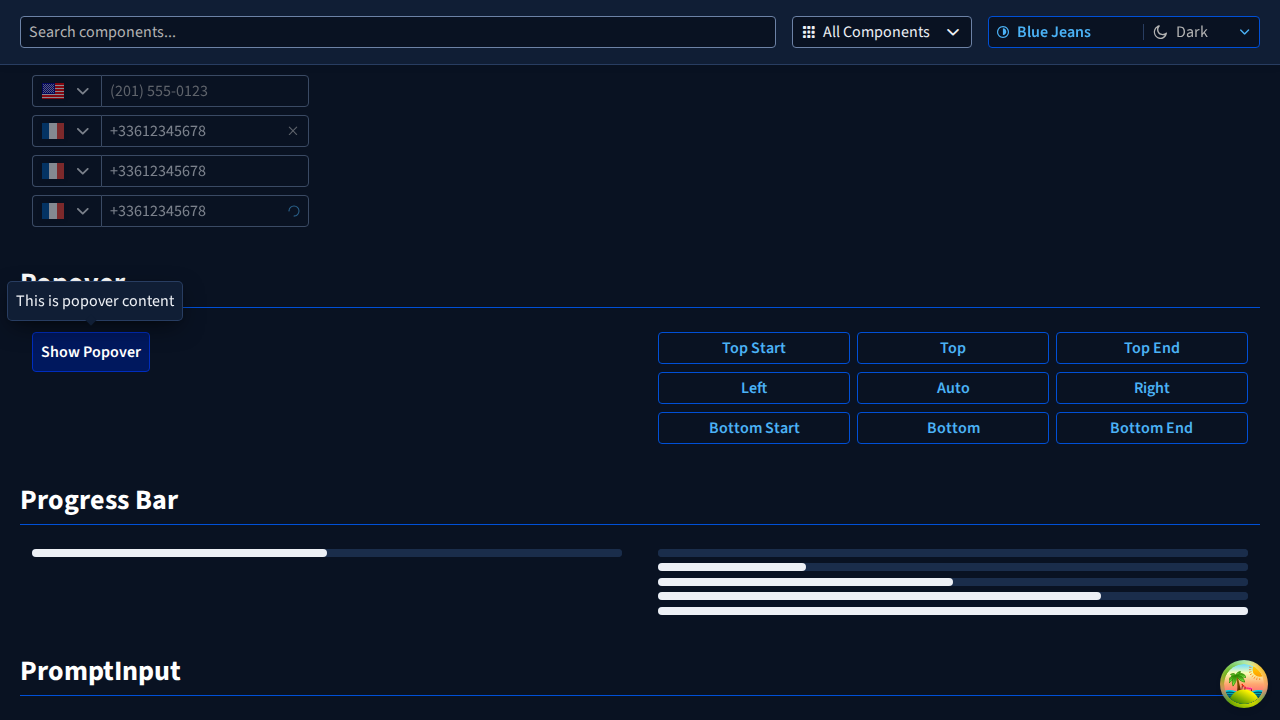 Search components...
All Components
Blue Jeans
Dark
(201) 555-0123
+33612345678
+33612345678
+33612345678
Popover
This is popover content
Show Popover
Top Start
Top
Top End
Left
Auto
Right
Bottom Start
Bottom
Bottom End
Progress Bar
PromptInput